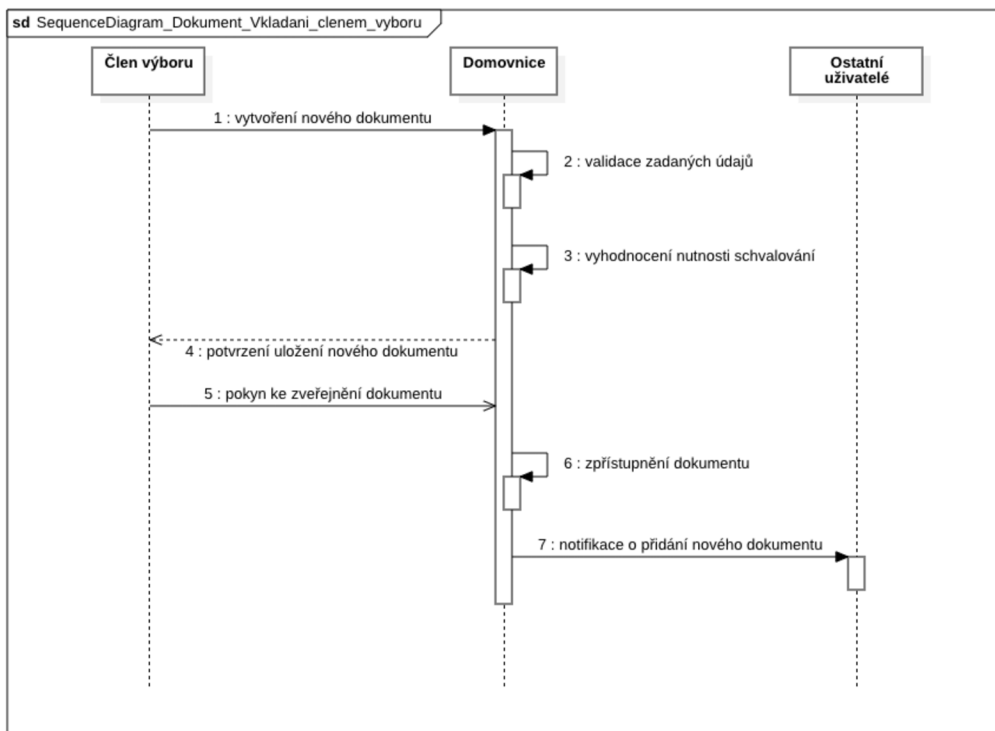 sd SequenceDiagram_Dokument_Vkladani_clenem_vyboru
Člen výboru
Domovnice
Ostatní
uživatelé
1 : vytvoření nového dokumentu
2 : validace zadaných údajů
3 : vyhodnocení nutnosti schvalování
4 : potvrzení uložení nového dokumentu
5 : pokyn ke zveřejnění dokumentu
6 : zpřístupnění dokumentu
7 : notifikace o přidání nového dokumentu